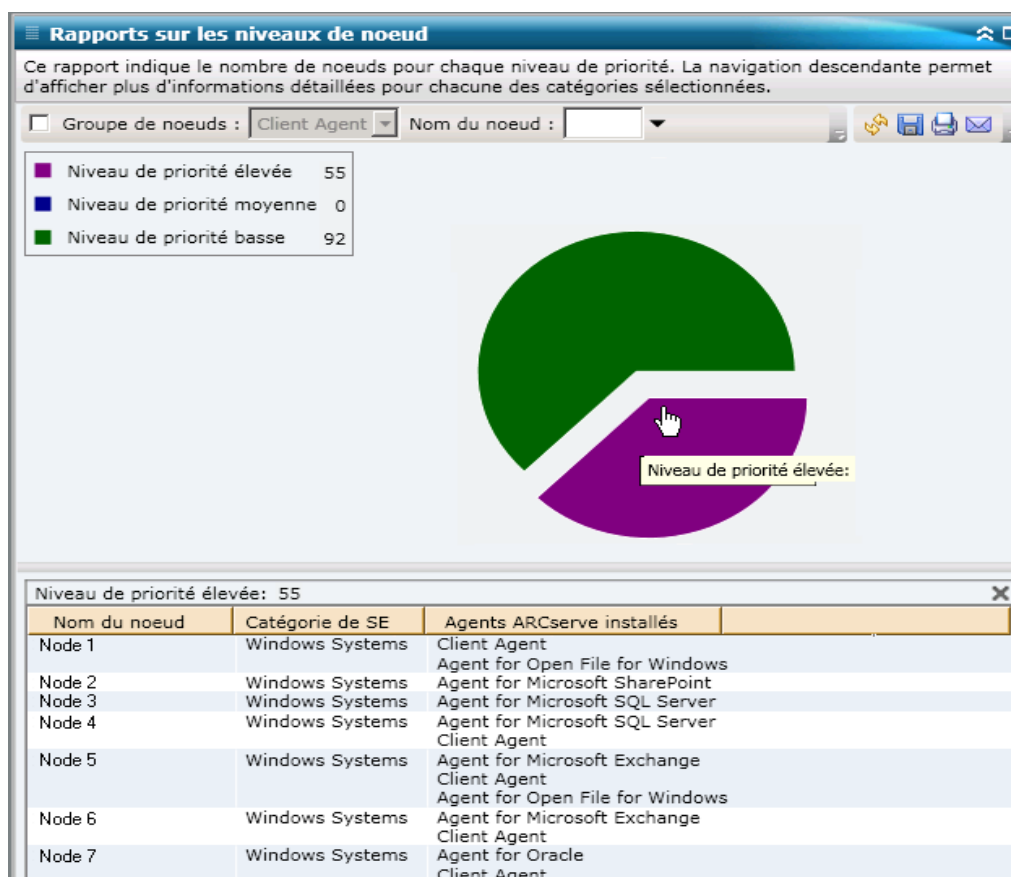 Rapports sur les niveaux de noeud
Ce rapport indique le nombre de noeuds pour chaque niveau de priorité. La navigation descendante permet
d'afficher plus d'informations détaillées pour chacune des catégories sélectionnées.
Groupe de noeuds : Client Agent Nom du noeud :
Niveau de priorité élevée 55
Niveau de priorité moyenne 0
Niveau de priorité basse 92
Niveau de priorité élevée:
Niveau de priorité élevée: 55
Nom du noeud Catégorie de SE Agents ARCserve installés
Node 1 Windows Systems Client Agent
Agent for Open File for Windows
Node 2 Windows Systems Agent for Microsoft SharePoint
Node 3 Windows Systems Agent for Microsoft SQL Server
Node 4 Windows Systems Agent for Microsoft SQL Server
Client Agent
Node 5 Windows Systems Agent for Microsoft Exchange
Client Agent
Agent for Open File for Windows
Node 6 Windows Systems Agent for Microsoft Exchange
Client Agent
Node 7 Windows Systems Agent for Oracle
Client Agent